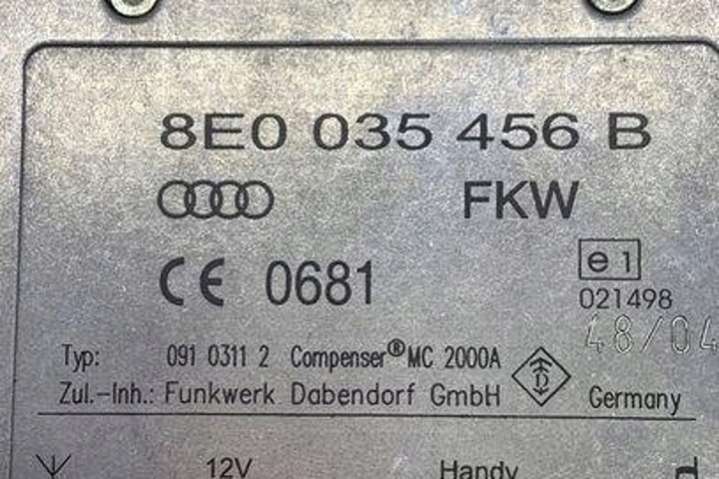 8E0 035 456 B
FKW
CE 0681
e 1
021498
48/04
Typ: 091 0311 2 Compenser® MC 2000A
Zul.-Inh.: Funkwerk Dabendorf GmbH Germany
12V Handy